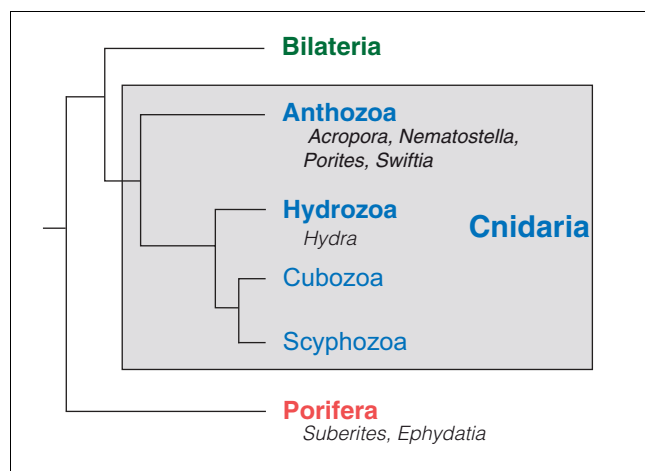 Bilateria
Anthozoa
Acropora, Nematostella,
Porites, Swiftia
Hydrozoa
Cnidaria
Hydra
Cubozoa
Scyphozoa
Porifera
Suberites, Ephydatia